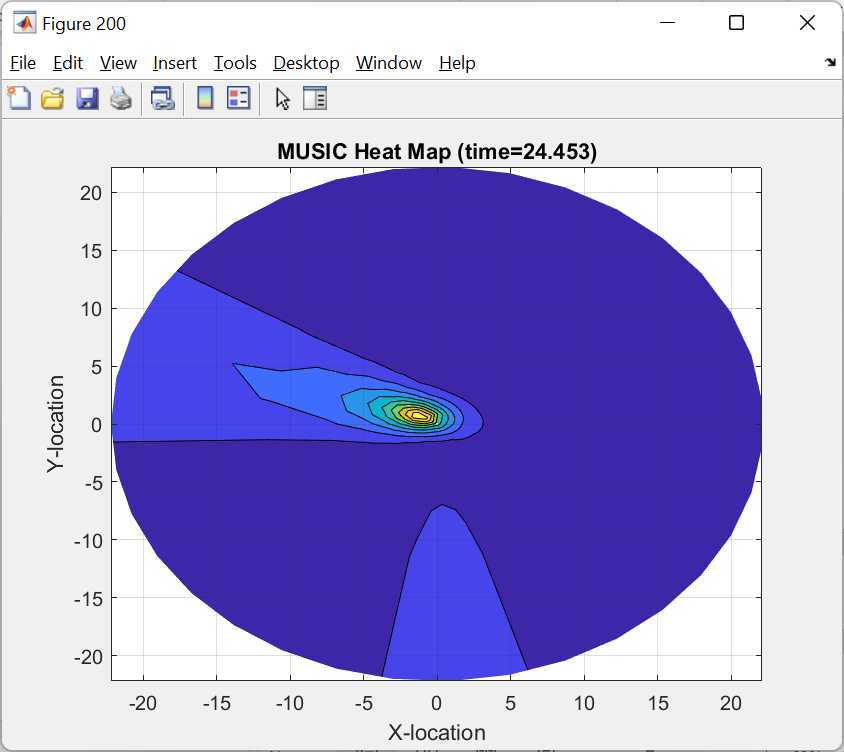 Figure 200
File Edit View Insert Tools Desktop Window Help
MUSIC Heat Map (time=24.453)
20
15
10
5
0
-5
-10
-15
-20
Y-location
-20 -15 -10 -5 0 5 10 15 20
X-location